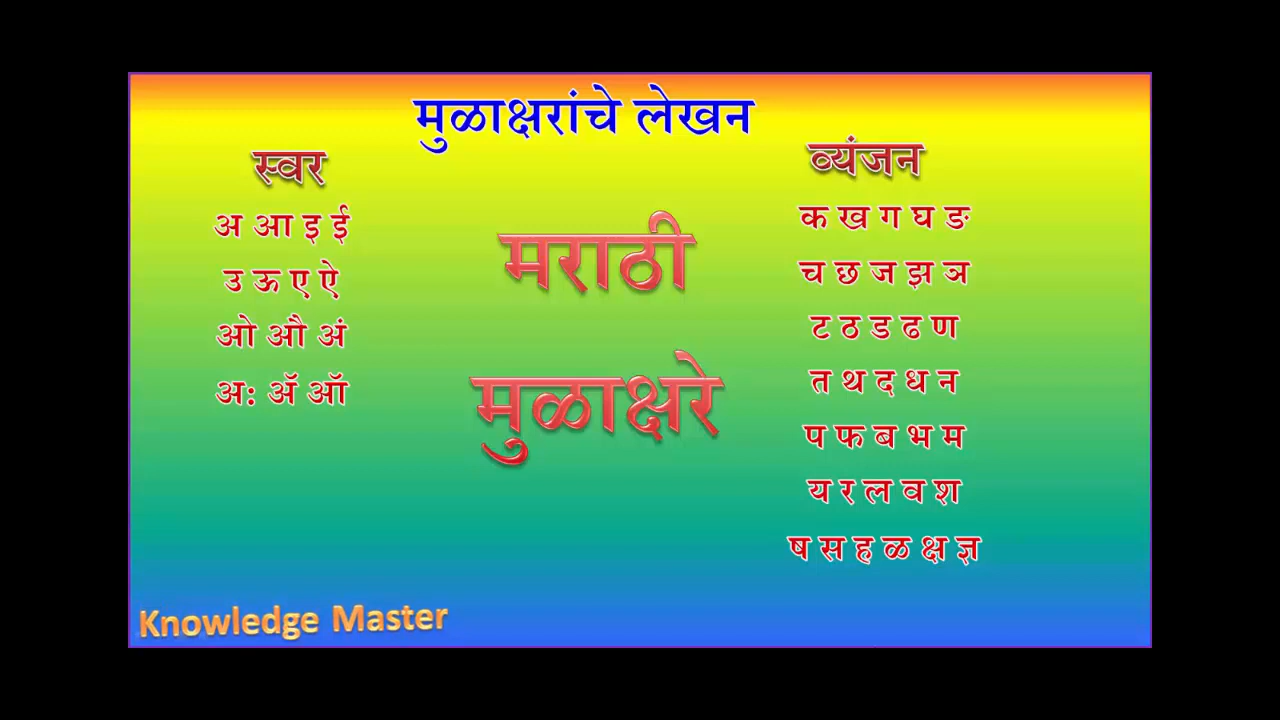 मुळाक्षरांचे लेखन
स्वर
अ आ इ ई
उ ऊ ए ऐ
ओ औ अं
अः ॲ ऑ
मराठी
मुळाक्षरे
व्यंजन
क ख ग घ ङ
च छ ज झ ञ
ट ठ ड ढ ण
त थ द ध न
प फ ब भ म
य र ल व श
ष स ह ळ क्ष ज्ञ
Knowledge Master